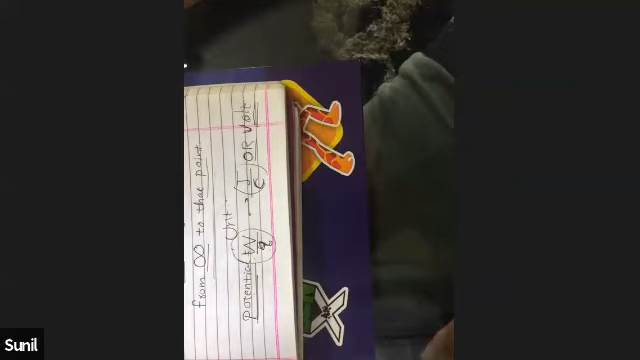 from ∞ to that point.
Unit.
potential (W/q) → (J/C) OR Volt
Sunil